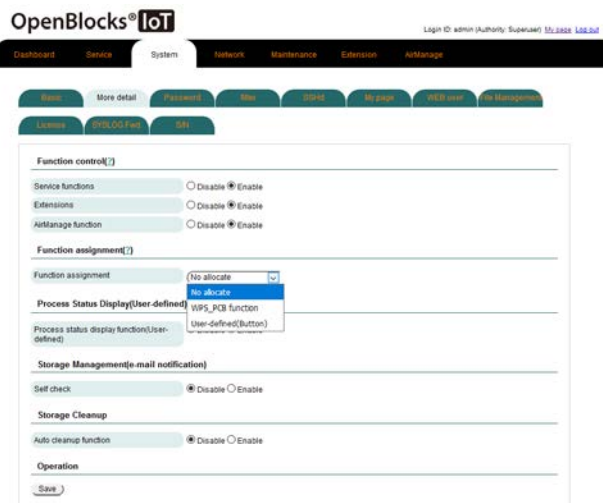 OpenBlocks® IoT
Login ID: admin (Authority: Superuser) My page Log out
Dashboard Service System Network Maintenance Extension AirManage
Basic More detail Password Filter SSHd My page WEB user File Management
License SYSLOG Fwd S/N
Function control(?)
Service functions Disable Enable
Extensions Disable Enable
AirManage function Disable Enable
Function assignment(?)
Function assignment No allocate
No allocate
WPS_PCB function
User-defined(Button)
Process Status Display(User-defined)
Process status display function(User-
defined)
Storage Management(e-mail notification)
Self check Disable Enable
Storage Cleanup
Auto cleanup function Disable Enable
Operation
Save